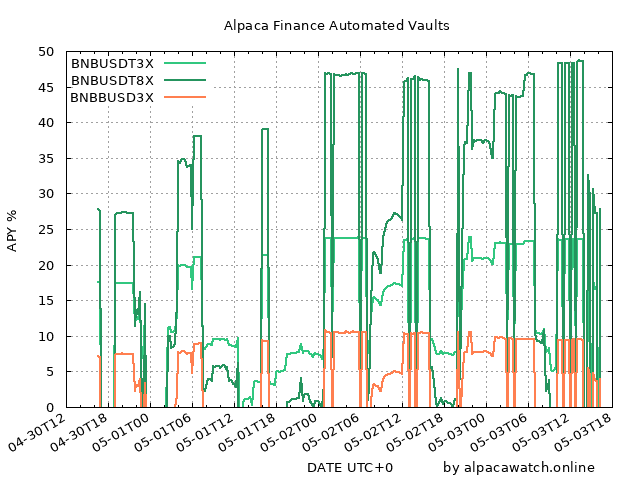 Alpaca Finance Automated Vaults
50
45
40
35
30
25
20
15
10
5
0
APY %
BNBUSDT3X
BNBUSDT8X
BNBBUSD3X
04-30T12
04-30T18
05-01T00
05-01T06
05-01T12
05-01T18
05-02T00
05-02T06
05-02T12
05-02T18
05-03T00
05-03T06
05-03T12
05-03T18
DATE UTC+0 by alpacawatch.online